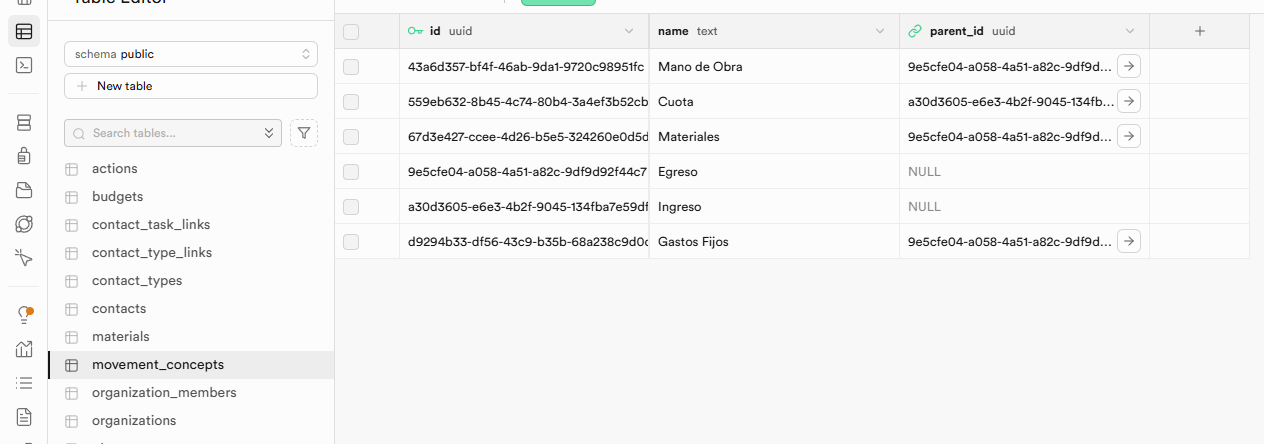 Table Editor
schema public
New table
Search tables...
actions
budgets
contact_task_links
contact_type_links
contact_types
contacts
materials
movement_concepts
organization_members
organizations
id uuid name text parent_id uuid
43a6d357-bf4f-46ab-9da1-9720c98951fc Mano de Obra 9e5cfe04-a058-4a51-a82c-9df9d...
559eb632-8b45-4c74-80b4-3a4ef3b52cb Cuota a30d3605-e6e3-4b2f-9045-134fb...
67d3e427-ccee-4d26-b5e5-324260e0d5d Materiales 9e5cfe04-a058-4a51-a82c-9df9d...
9e5cfe04-a058-4a51-a82c-9df9d92f44c7 Egreso NULL
a30d3605-e6e3-4b2f-9045-134fba7e59df Ingreso NULL
d9294b33-df56-43c9-b35b-68a238c9d0c Gastos Fijos 9e5cfe04-a058-4a51-a82c-9df9d...